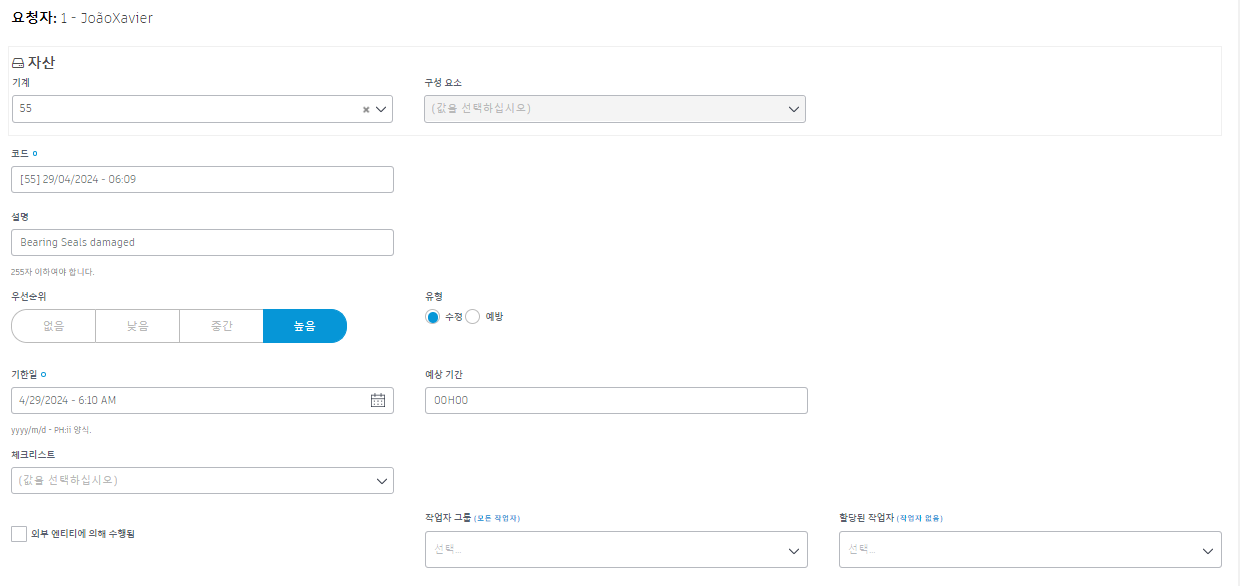 요청자: 1 - JoãoXavier
자산
기계
구성 요소
55
(값을 선택하십시오)
코드
[55] 29/04/2024 - 06:09
설명
Bearing Seals damaged
255자 이하여야 합니다.
우선순위
유형
없음 낮음 중간 높음
수정 예방
기한일
예상 기간
4/29/2024 - 6:10 AM
00H00
yyyy/m/d - PH:ii 양식.
체크리스트
(값을 선택하십시오)
작업자 그룹 (모든 작업자)
할당된 작업자 (작업자 없음)
외부 엔티티에 의해 수행됨
선택...
선택...